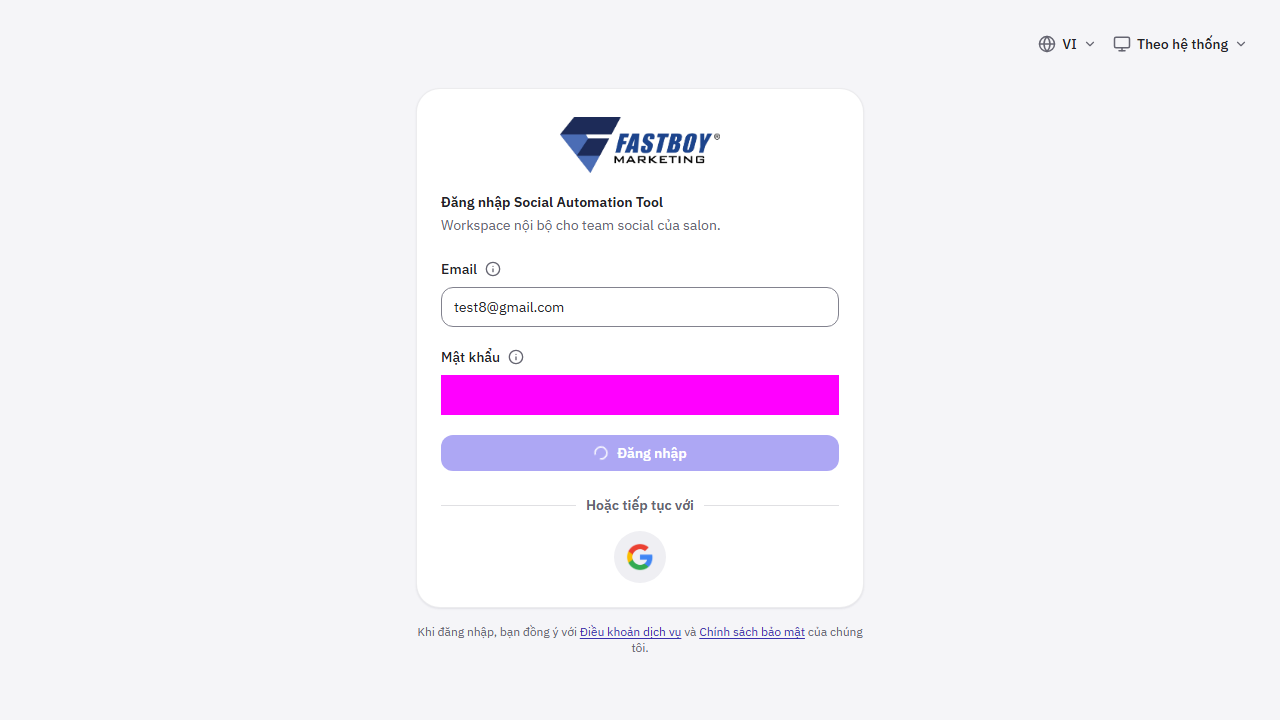 VI
Theo hệ thống
FASTBOY ®
MARKETING
Đăng nhập Social Automation Tool
Workspace nội bộ cho team social của salon.
Email
test8@gmail.com
Mật khẩu
Đăng nhập
Hoặc tiếp tục với
Khi đăng nhập, bạn đồng ý với Điều khoản dịch vụ và Chính sách bảo mật của chúng
tôi.